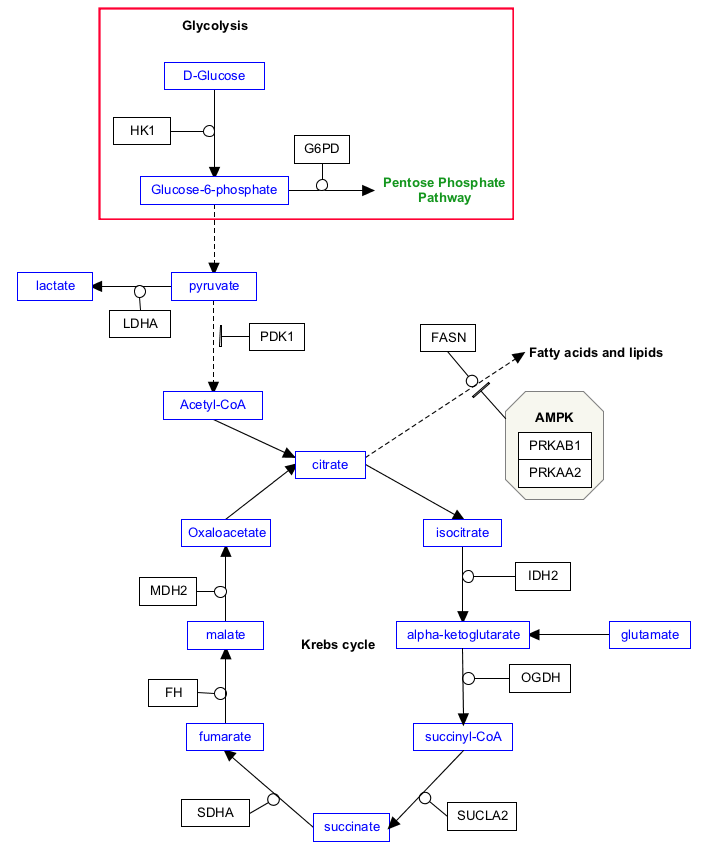 Glycolysis
D-Glucose
HK1
G6PD
Glucose-6-phosphate
Pentose Phosphate
Pathway
lactate
pyruvate
LDHA
PDK1
FASN
Fatty acids and lipids
Acetyl-CoA
AMPK
PRKAB1
PRKAA2
citrate
Oxaloacetate
isocitrate
MDH2
IDH2
malate
Krebs cycle
alpha-ketoglutarate
glutamate
FH
OGDH
fumarate
succinyl-CoA
SDHA
SUCLA2
succinate